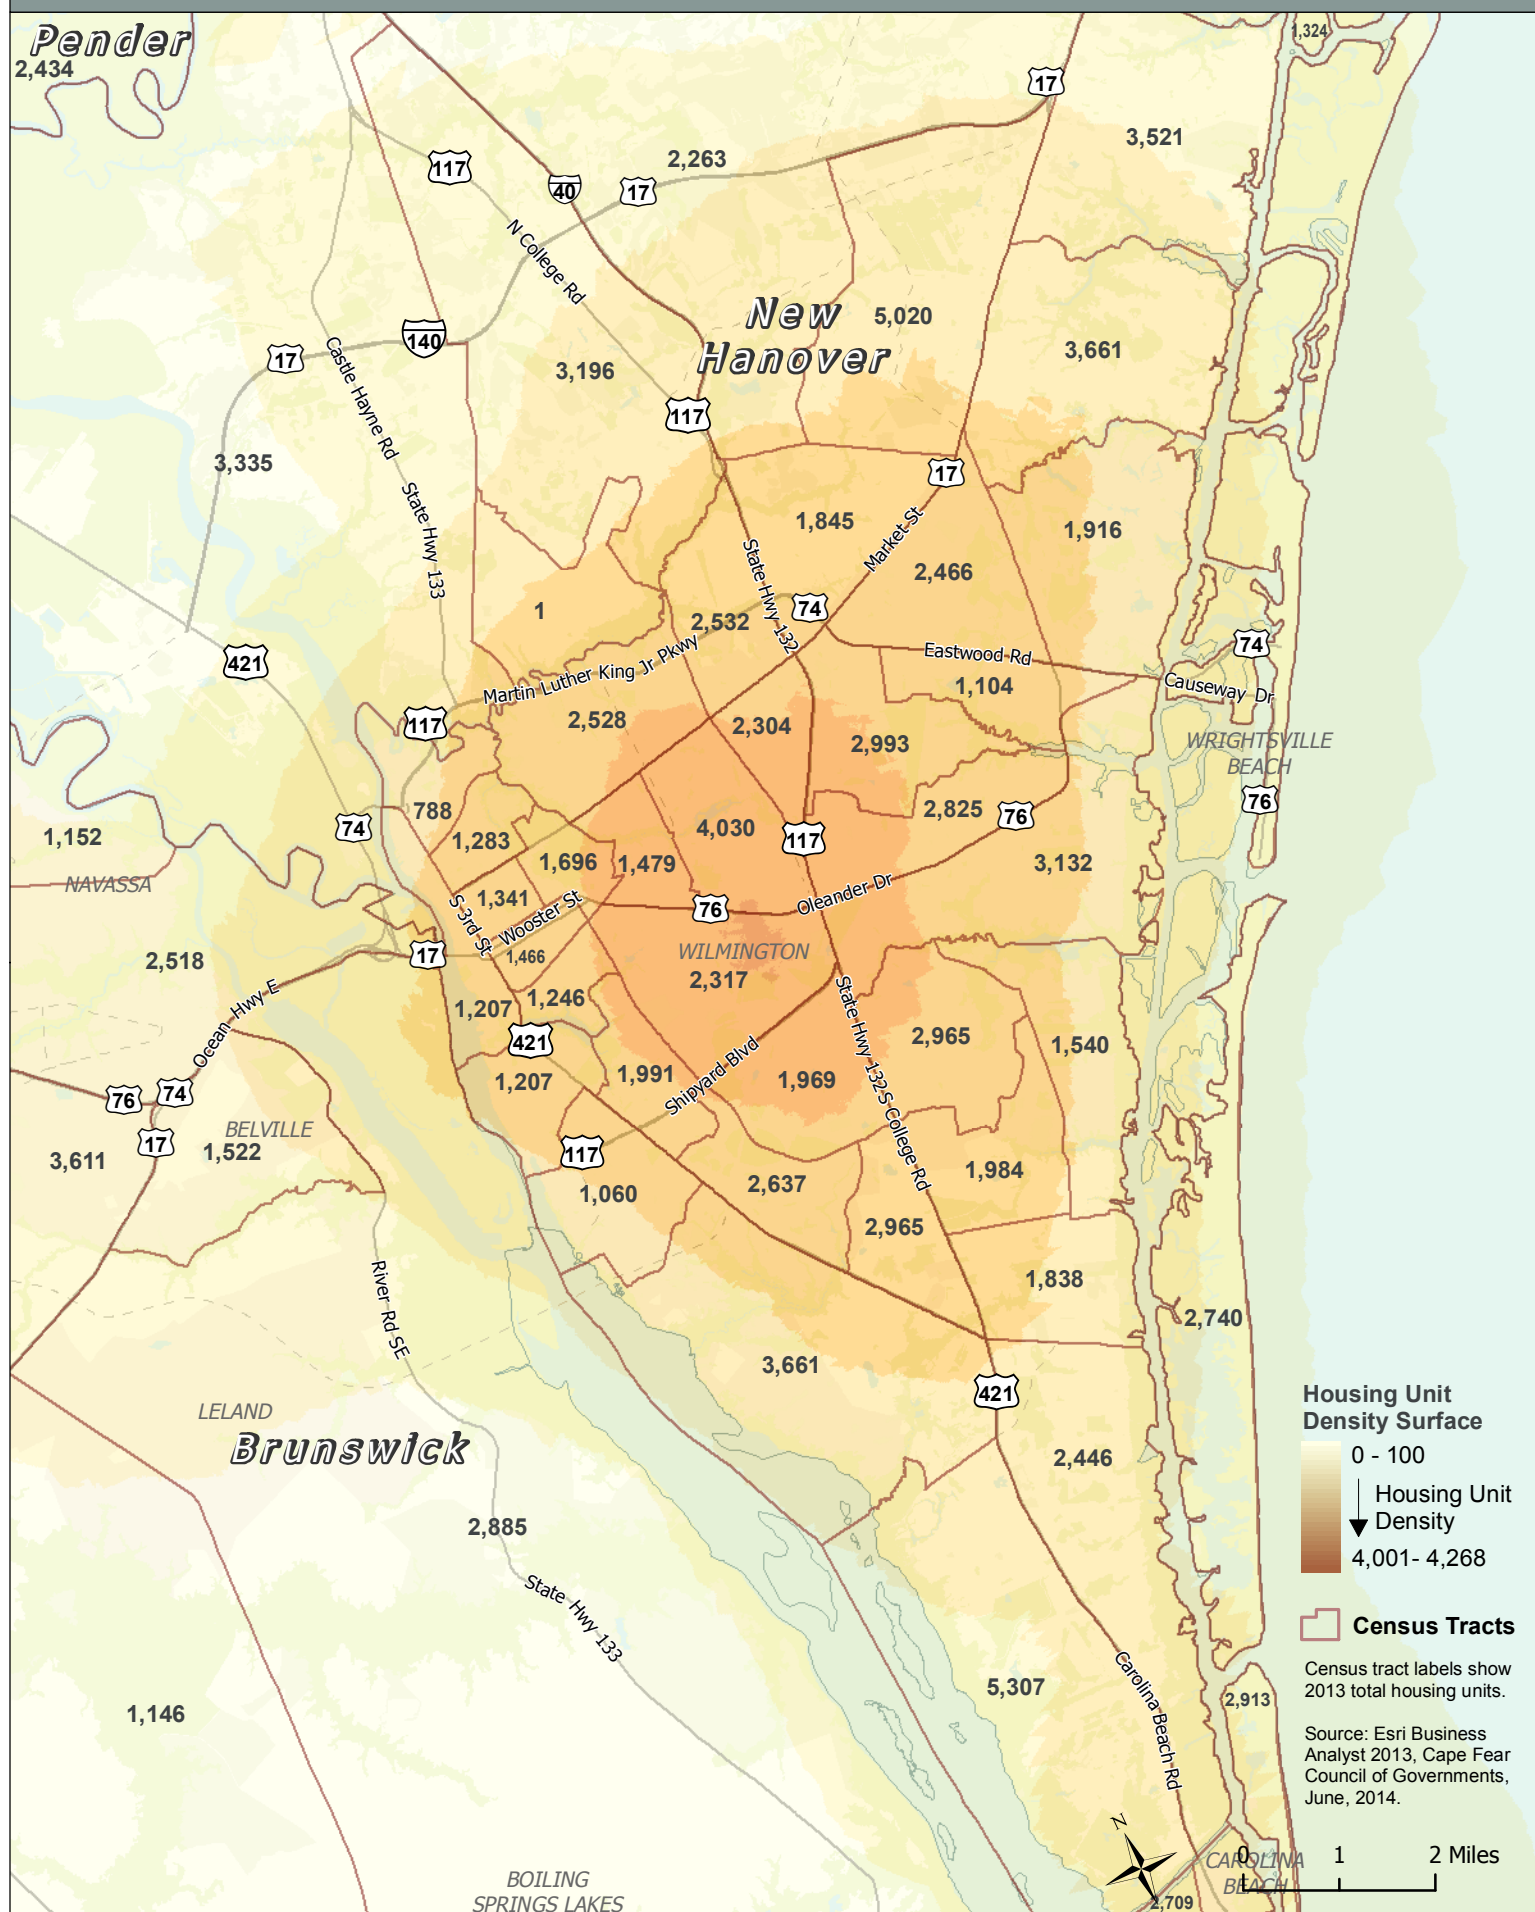 Pender
2,434
1,324
17
3,521
117
2,263
40
17
N College Rd
New
Hanover
5,020
3,661
17
140
Castle Hayne Rd
3,196
117
3,335
17
State Hwy 133
1,845
Market St
1,916
State Hwy 132
2,466
1
2,532
74
421
Martin Luther King Jr Pkwy
Eastwood Rd
74
1,104
Causeway Dr
117
2,528
2,304
2,993
WRIGHTSVILLE
BEACH
788
2,825
76
76
74
1,283
4,030
117
1,152
1,696
1,479
3,132
NAVASSA
1,341
S 3rd St
Wooster St
76
Oleander Dr
2,518
17
1,466
WILMINGTON
2,317
Ocean Hwy E
1,207
1,246
State Hwy 132
S College Rd
421
2,965
1,540
1,207
1,991
Shipyard Blvd
1,969
76
74
BELVILLE
17
1,522
3,611
117
1,060
2,637
1,984
2,965
River Rd SE
1,838
2,740
3,661
421
LELAND
Brunswick
2,446
2,885
State Hwy 133
5,307
Carolina Beach Rd
1,146
2,913
BOILING
SPRINGS LAKES
CAROLINA
BEACH
2,709
Housing Unit
Density Surface
0 - 100
Housing Unit
Density
4,001- 4,268
Census Tracts
Census tract labels show
2013 total housing units.
Source: Esri Business
Analyst 2013, Cape Fear
Council of Governments,
June, 2014.
N
0 1 2 Miles